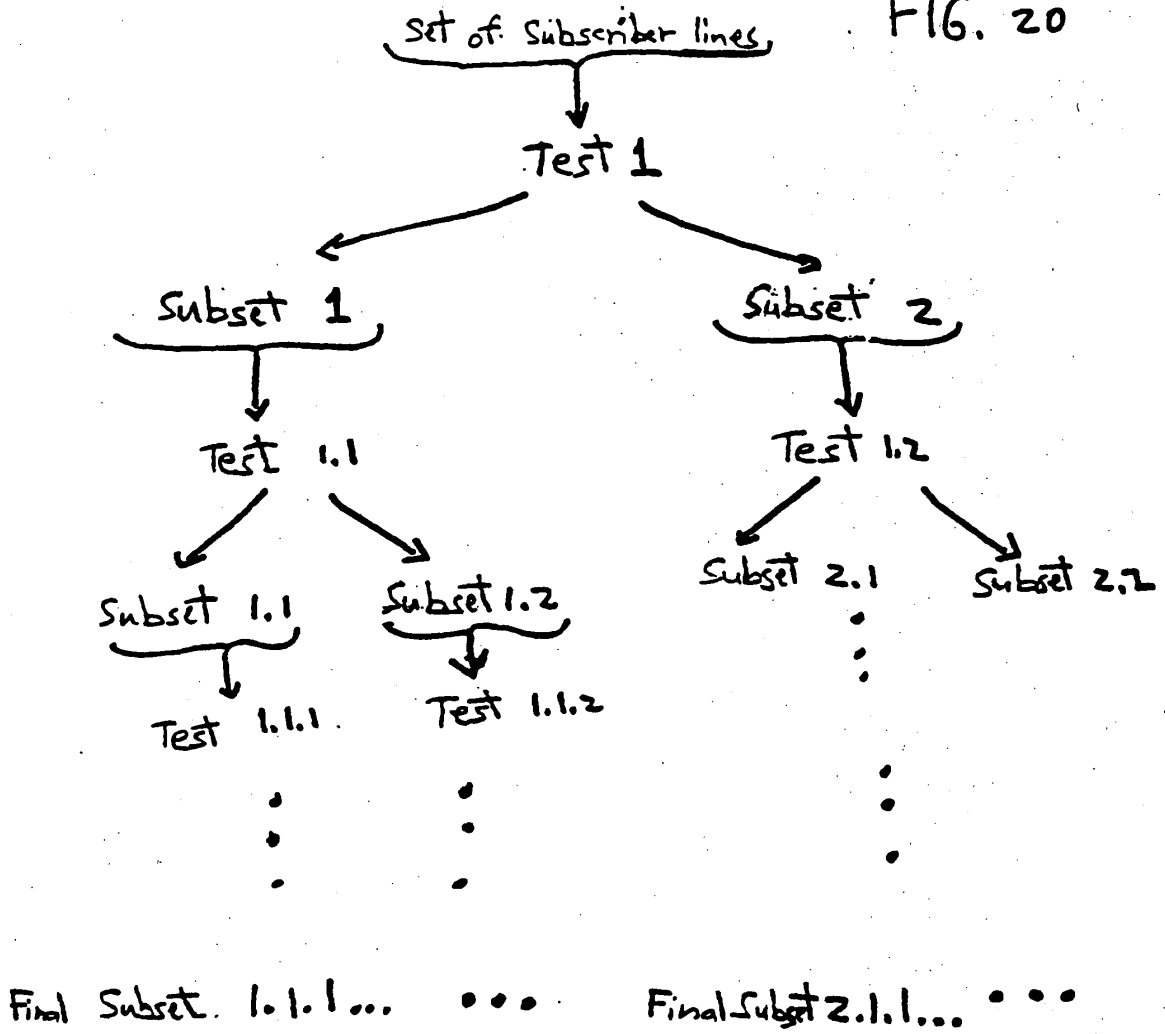 FIG. 20
Set of Subscriber lines
Test 1
Subset 1
Subset 2
Test 1.1
Test 1.2
Subset 1.1
Subset 1.2
Subset 2.1
Subset 2.2
Test 1.1.1
Test 1.1.2
Final Subset 1.1.1... ...
Final Subset 2.1.1... ...